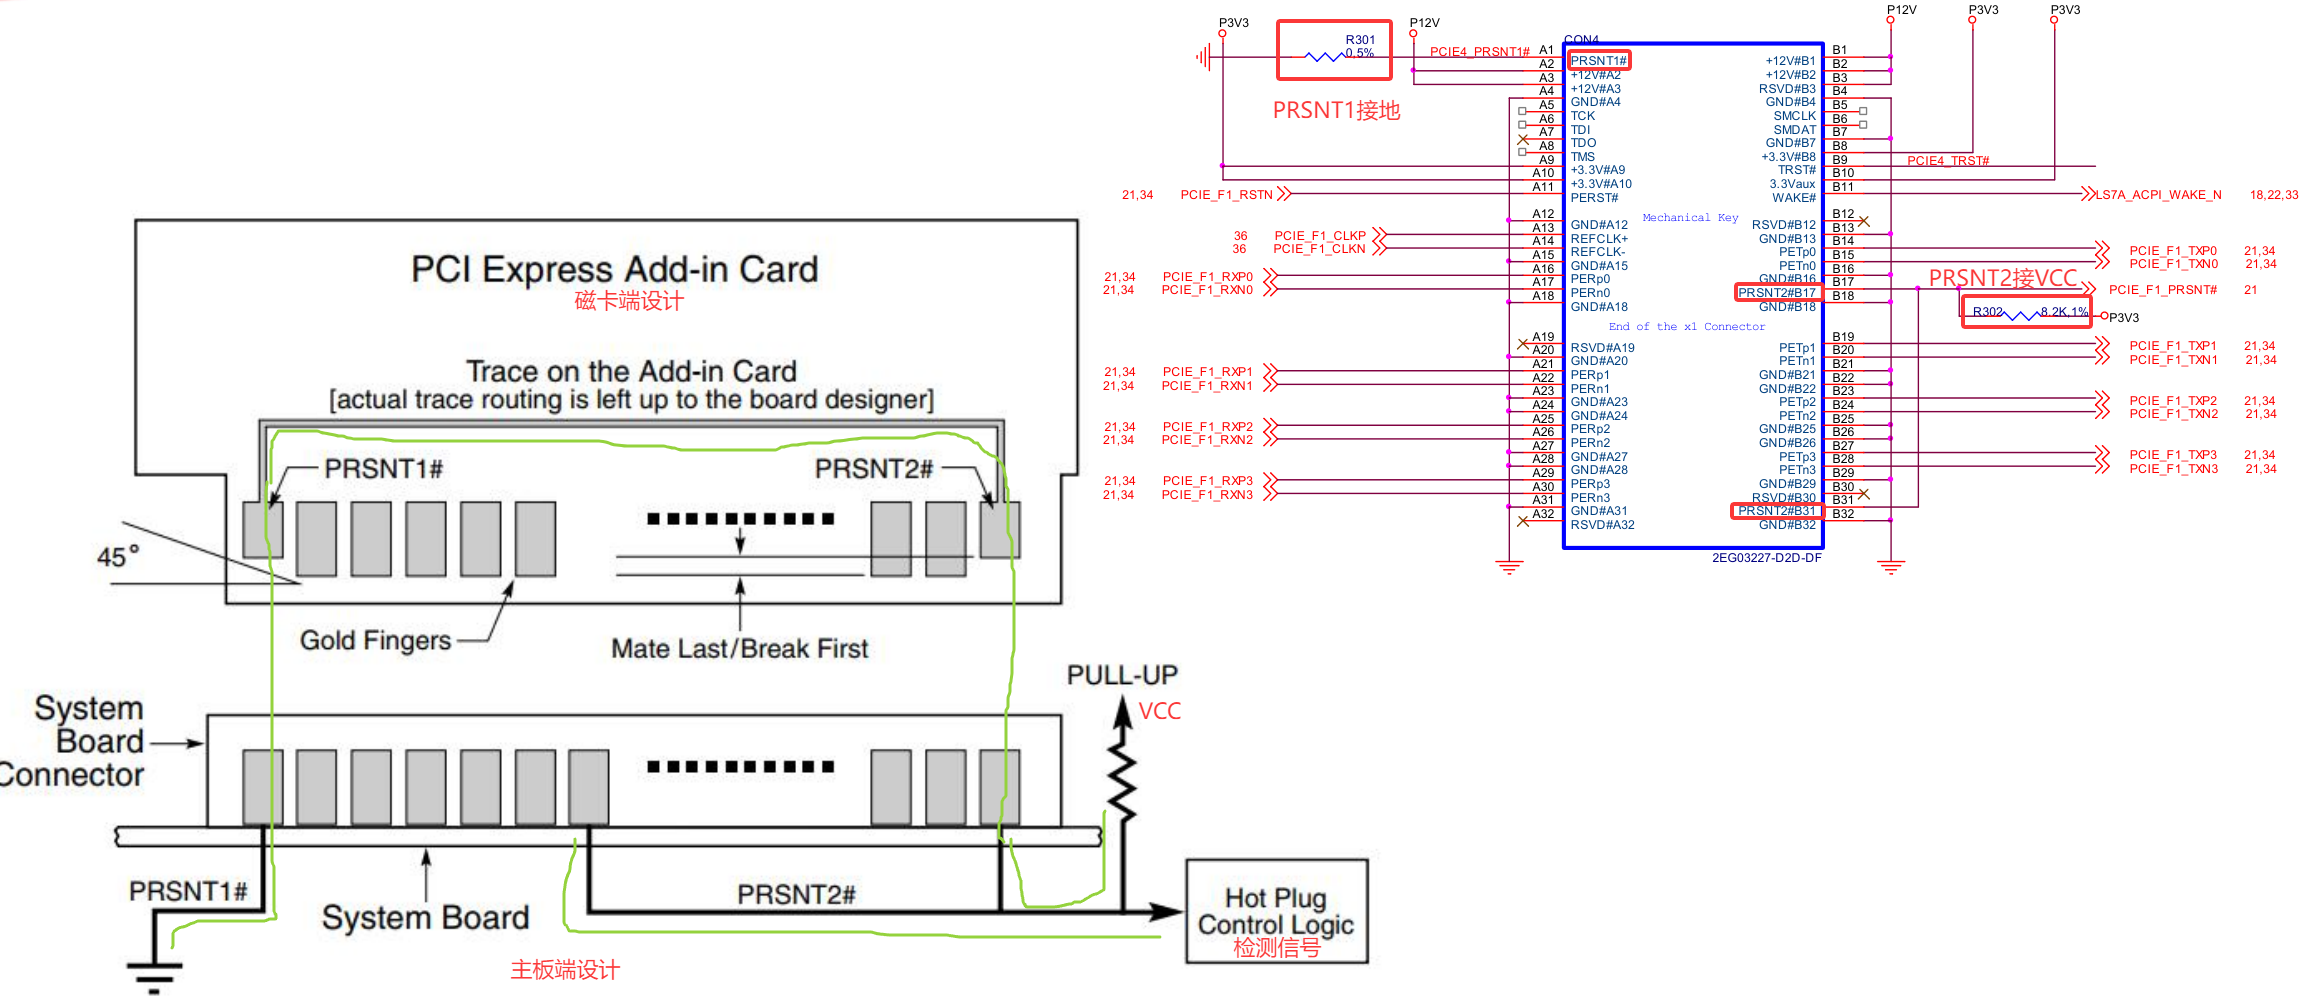 PCI Express Add-in Card
磁卡端设计
Trace on the Add-in Card
[actual trace routing is left up to the board designer]
PRSNT1#
PRSNT2#
45°
Gold Fingers
Mate Last/Break First
System
Board
Connector
PULL-UP
VCC
PRSNT1#
System Board
PRSNT2#
Hot Plug
Control Logic
检测信号
主板端设计
P3V3
R301
0,5%
P12V
PCIE4_PRSNT1#
PRSNT1接地
CON4
P12V
P3V3
P3V3
A1
PRSNT1#
A2
+12V#A2
A3
+12V#A3
A4
GND#A4
A5
TCK
A6
TDI
A7
TDO
A8
TMS
A9
+3.3V#A9
A10
+3.3V#A10
A11
PERST#
A12
GND#A12
A13
REFCLK+
A14
REFCLK-
A15
GND#A15
A16
PERp0
A17
PERn0
A18
GND#A18
A19
RSVD#A19
A20
GND#A20
A21
PERp1
A22
PERn1
A23
GND#A23
A24
GND#A24
A25
PERp2
A26
PERn2
A27
GND#A27
A28
GND#A28
A29
PERp3
A30
PERn3
A31
GND#A31
A32
RSVD#A32
21,34 PCIE_F1_RSTN
36 PCIE_F1_CLKP
36 PCIE_F1_CLKN
21,34 PCIE_F1_RXP0
21,34 PCIE_F1_RXN0
21,34 PCIE_F1_RXP1
21,34 PCIE_F1_RXN1
21,34 PCIE_F1_RXP2
21,34 PCIE_F1_RXN2
21,34 PCIE_F1_RXP3
21,34 PCIE_F1_RXN3
Mechanical Key
End of the x1 Connector
B1
+12V#B1
B2
+12V#B2
B3
RSVD#B3
B4
GND#B4
B5
SMCLK
B6
SMDAT
B7
GND#B7
B8
+3.3V#B8
B9
TRST#
B10
3.3Vaux
B11
WAKE#
B12
RSVD#B12
B13
GND#B13
B14
PETp0
B15
PETn0
B16
GND#B16
B17
PRSNT2#B17
B18
GND#B18
B19
PETp1
B20
PETn1
B21
GND#B21
B22
GND#B22
B23
PETp2
B24
PETn2
B25
GND#B25
B26
GND#B26
B27
PETp3
B28
PETn3
B29
GND#B29
B30
RSVD#B30
B31
PRSNT2#B31
B32
GND#B32
2EG03227-D2D-DF
PCIE4_TRST#
LS7A_ACPI_WAKE_N 18,22,33
PCIE_F1_TXP0 21,34
PCIE_F1_TXN0 21,34
PRSNT2接VCC
PCIE_F1_PRSNT# 21
R302 8.2K,1%
P3V3
PCIE_F1_TXP1 21,34
PCIE_F1_TXN1 21,34
PCIE_F1_TXP2 21,34
PCIE_F1_TXN2 21,34
PCIE_F1_TXP3 21,34
PCIE_F1_TXN3 21,34